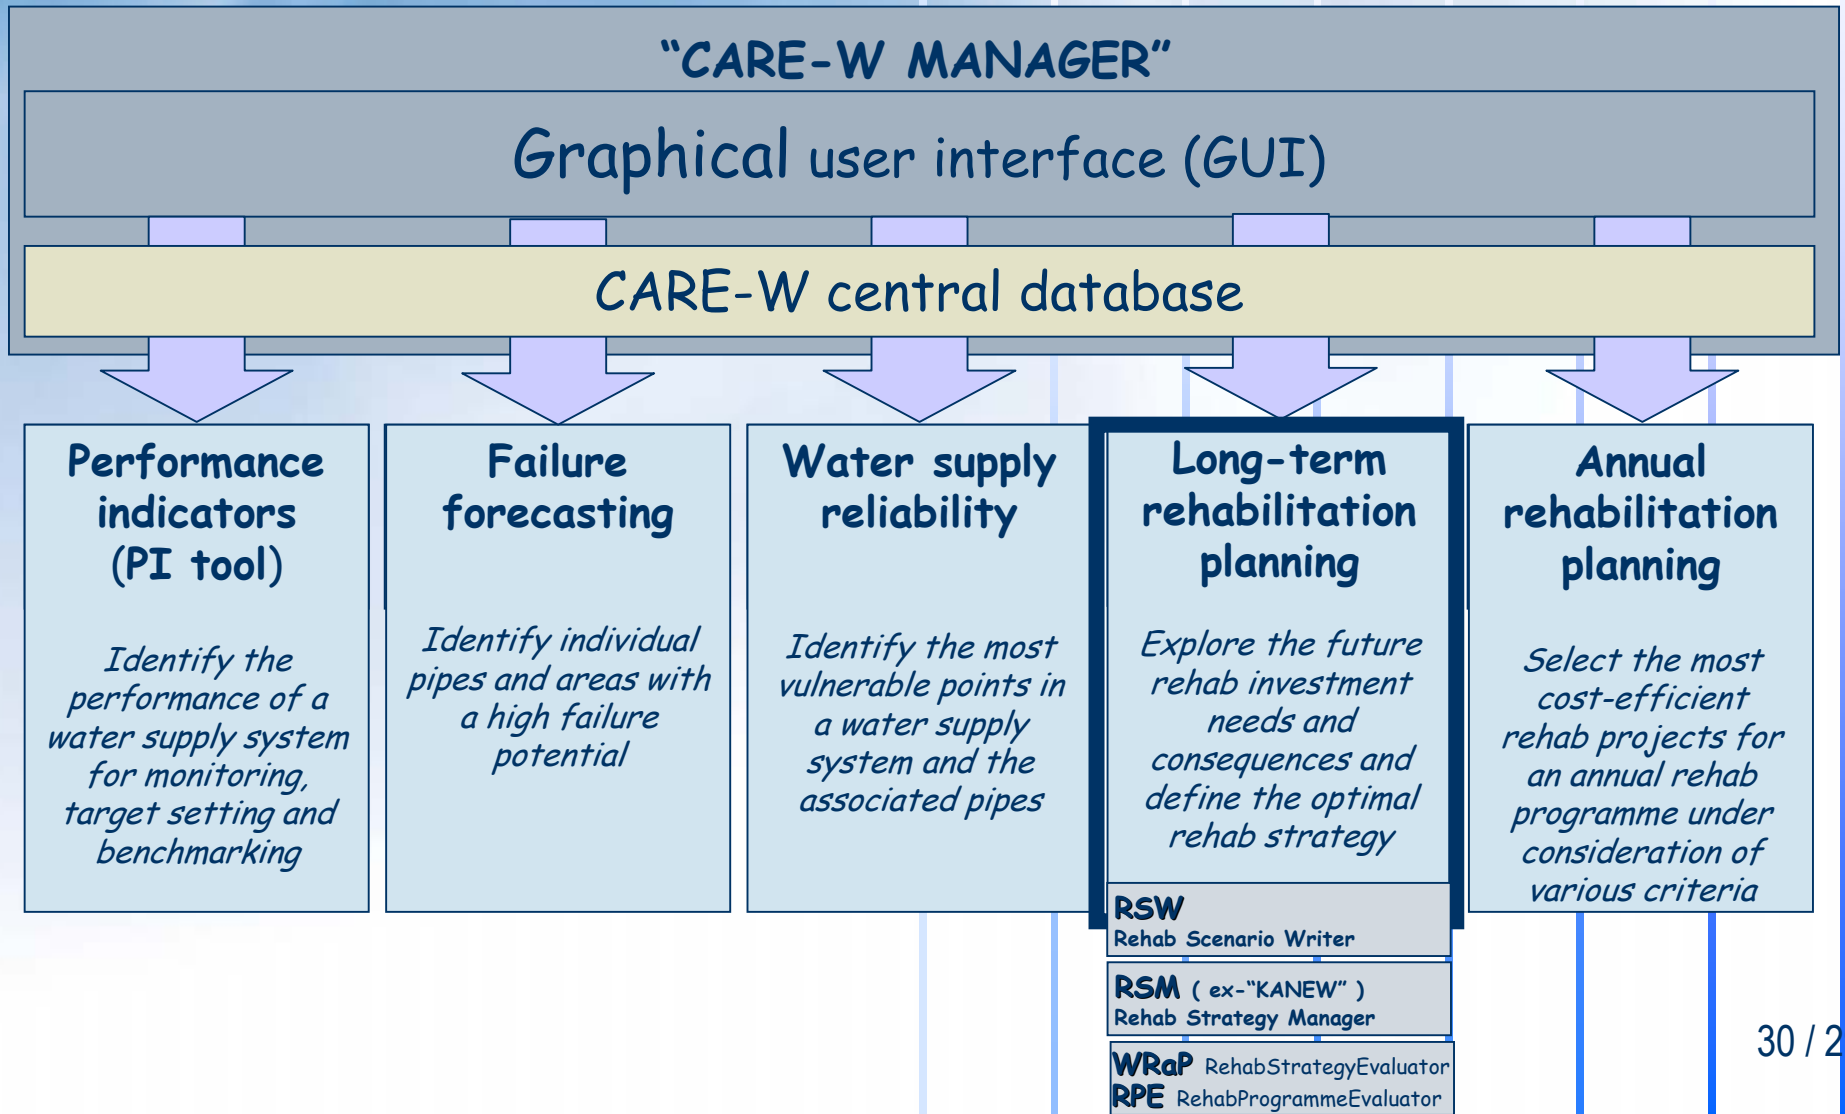 “CARE-W MANAGER”
Graphical user interface (GUI)
CARE-W central database
Performance
indicators
(PI tool)
Identify the
performance of a
water supply system
for monitoring,
target setting and
benchmarking
Failure
forecasting
Identify individual
pipes and areas with
a high failure
potential
Water supply
reliability
Identify the most
vulnerable points in
a water supply
system and the
associated pipes
Long-term
rehabilitation
planning
Explore the future
rehab investment
needs and
consequences and
define the optimal
rehab strategy
RSW
Rehab Scenario Writer
RSM ( ex-“KANEW” )
Rehab Strategy Manager
WRaP RehabStrategyEvaluator
RPE RehabProgrammeEvaluator
Annual
rehabilitation
planning
Select the most
cost-efficient
rehab projects for
an annual rehab
programme under
consideration of
various criteria
30 / 2